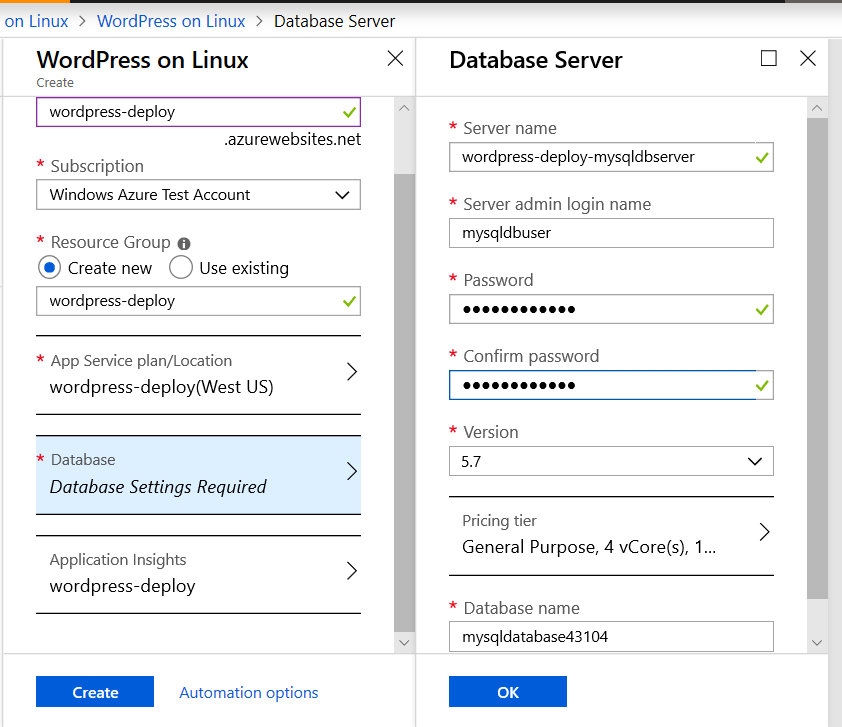 on Linux > WordPress on Linux > Database Server
WordPress on Linux
Create
wordpress-deploy
.azurewebsites.net
* Subscription
Windows Azure Test Account
* Resource Group
Create new
Use existing
wordpress-deploy
* App Service plan/Location
wordpress-deploy(West US)
* Database
Database Settings Required
Application Insights
wordpress-deploy
Create
Automation options
Database Server
* Server name
wordpress-deploy-mysqldbserver
* Server admin login name
mysqldbuser
* Password
••••••••••••
* Confirm password
••••••••••••
* Version
5.7
Pricing tier
General Purpose, 4 vCore(s), 1...
* Database name
mysqldatabase43104
OK